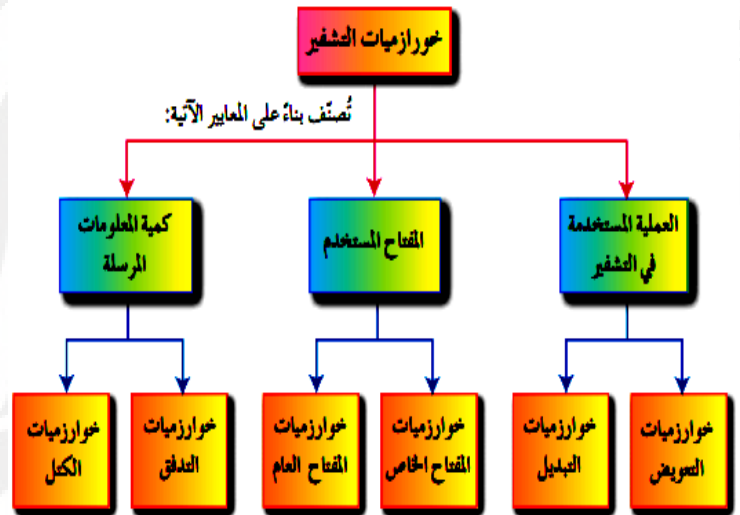 خورازميات التشفير
تُصنّف بناءً على المعايير الآتية:
العملية المستخدمة
في التشفير
المفتاح المستخدم
كمية المعلومات
المرسلة
خوارزميات
التعويض
خوارزميات
التبديل
خوارزميات
المفتاح الخاص
خوارزميات
المفتاح العام
خوارزميات
التدفق
خوارزميات
الكتل